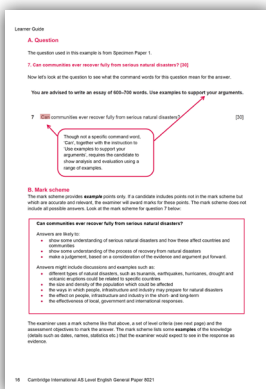 Learner Guide
A. Question
The question used in this example is from Specimen Paper 1.
7. Can communities ever recover fully from serious natural disasters? [30]
Now let's look at the question to see what the command words for this question mean for the answer.
You are advised to write an essay of 600–700 words. Use examples to support your arguments.
7 Can communities ever recover fully from serious natural disasters? [30]
Though not a specific command word,
'Can', together with the instruction to
'Use examples to support your
arguments', requires the candidate to
show analysis and evaluation using a
range of examples.
B. Mark scheme
The mark scheme provides example points only. If a candidate includes points not in the mark scheme but
which are accurate and relevant, the examiner will award marks for these points. The mark scheme does not
include all possible answers. Look at the mark scheme for question 7 below:
Can communities ever recover fully from serious natural disasters?
Answers are likely to:
• show some understanding of serious natural disasters and how these affect countries and
communities
• show some understanding of the process of recovery from natural disasters
• make a judgement, based on a consideration of the evidence and argument put forward.
Answers might include discussions and examples such as:
• different types of natural disasters, such as tsunamis, earthquakes, hurricanes, drought and
volcanic eruptions could be related to specific countries
• the size and density of the population which could be affected
• the ways in which people, infrastructure and industry may prepare for natural disasters
• the effect on people, infrastructure and industry in the short- and long-term
• the effectiveness of local, government and international responses.
The examiner uses a mark scheme like that above, a set of level criteria (see next page) and the
assessment objectives to mark the answer. The mark scheme lists some examples of the knowledge
(details such as dates, names, statistics etc.) that the examiner would expect to see in the response as
evidence.
18 Cambridge International AS Level English General Paper 8021